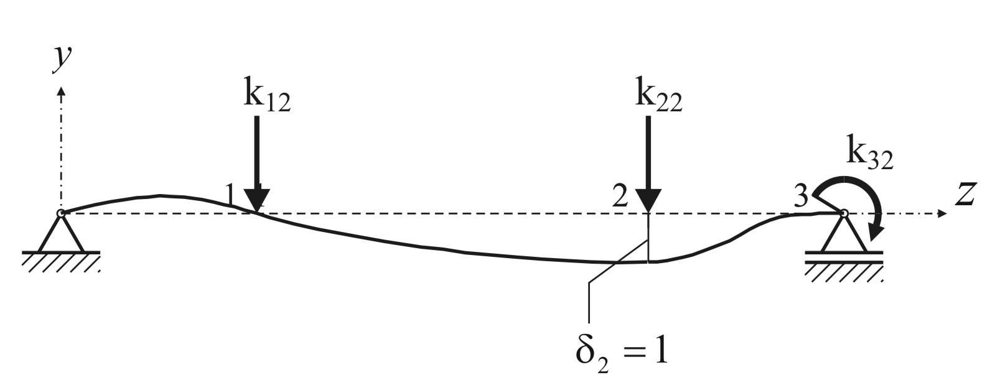 y
k₁₂
k₂₂
k₃₂
1
2
3
z
δ₂ = 1